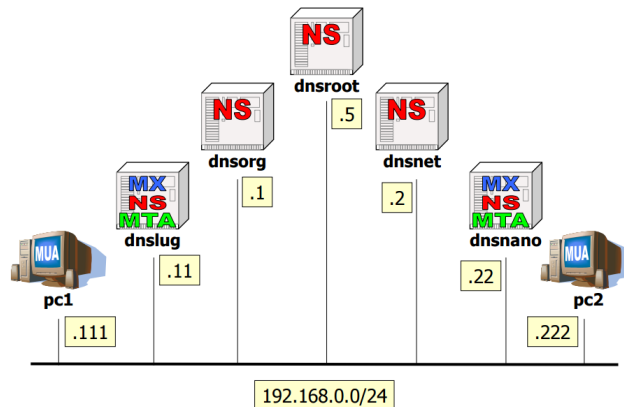 NS
dnsroot
.5
NS
dnsorg
.1
NS
dnsnet
.2
MX
NS
MTA
dnslug
.11
MX
NS
MTA
dnsnano
.22
MUA
pc1
.111
MUA
pc2
.222
192.168.0.0/24